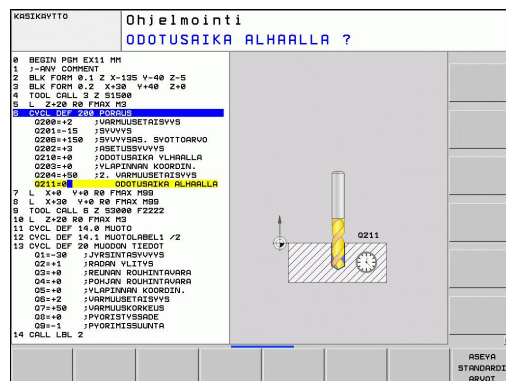 KÄSIKÄYTTÖ
Ohjelmointi
ODOTUSAIKA ALHAALLA ?
0 BEGIN PGM EX11 MM
1 ;-ANY COMMENT
2 BLK FORM 0.1 Z X-135 Y-40 Z-5
3 BLK FORM 0.2 X+30 Y+40 Z+0
4 TOOL CALL 3 Z S1500
5 L Z+20 R0 FMAX M3
6 CYCL DEF 200 PORAUS
Q200=+2 ;VARMUUSETAISYYS
Q201=-15 ;SYVYYS
Q206=+150 ;SYVYYSAS. SYOTTOARVO
Q202=+3 ;ASETUSSYVYYS
Q210=+0 ;ODOTUSAIKA YLHAALLA
Q203=+0 ;YLAPINNAN KOORDIN.
Q204=+50 ;2. VARMUUSETAISYYS
Q211=0 ODOTUSAIKA ALHAALLA
7 L X+0 Y+0 R0 FMAX M99
8 L X+30 Y+0 R0 FMAX M99
9 TOOL CALL 6 Z S3000 F2222
10 L Z+20 R0 FMAX M3
11 CYCL DEF 14.0 MUOTO
12 CYCL DEF 14.1 MUOTOLABEL1 /2
13 CYCL DEF 20 MUODON TIEDOT
Q1=-30 ;JYRSINTASYVYYS
Q2=+1 ;RADAN YLITYS
Q3=+0 ;REUNAN ROUHINTAVARA
Q4=+0 ;POHJAN ROUHINTAVARA
Q5=+0 ;YLAPINNAN KOORDIN.
Q6=+2 ;VARMUUSETAISYYS
Q7=+50 ;VARMUUSKORKEUS
Q8=+0 ;PYORISTYSSADE
Q9=-1 ;PYORIMISSUUNTA
14 CALL LBL 2
Q211
ASETA
STANDARDI
ARVOT